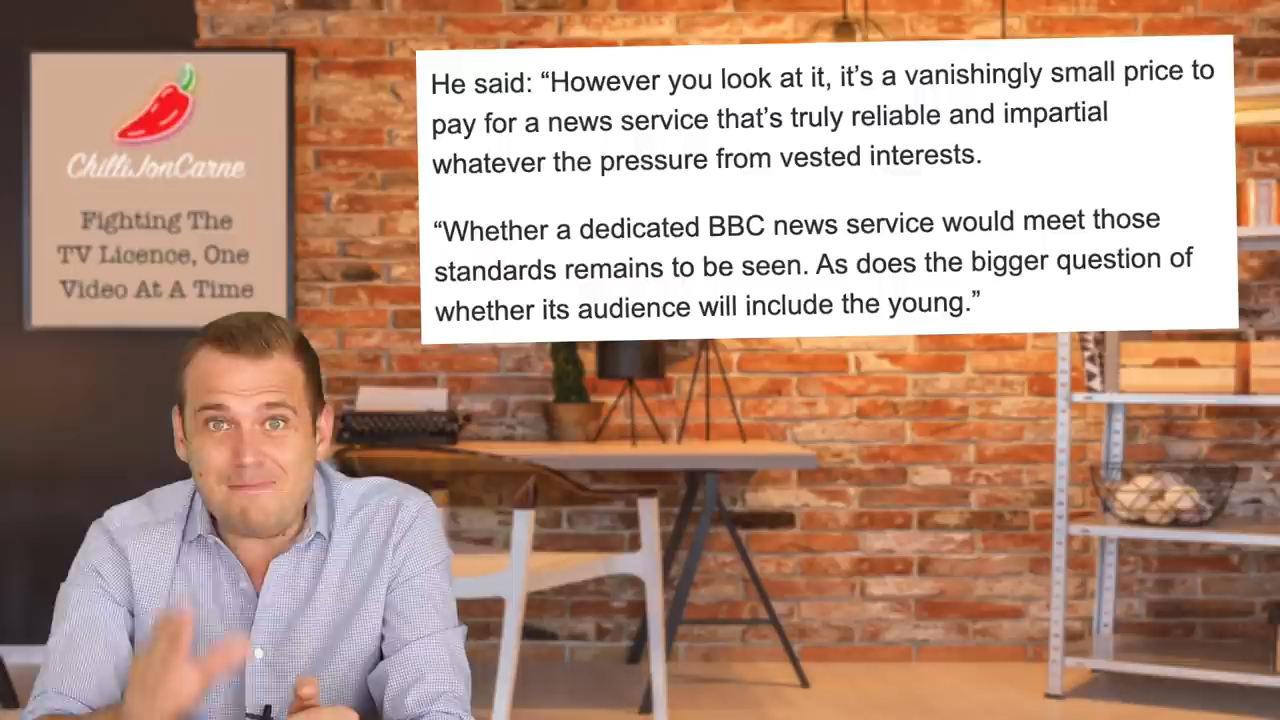 ChilliJonCarne
Fighting The
TV Licence, One
Video At A Time
He said: “However you look at it, it’s a vanishingly small price to
pay for a news service that’s truly reliable and impartial
whatever the pressure from vested interests.
“Whether a dedicated BBC news service would meet those
standards remains to be seen. As does the bigger question of
whether its audience will include the young.”